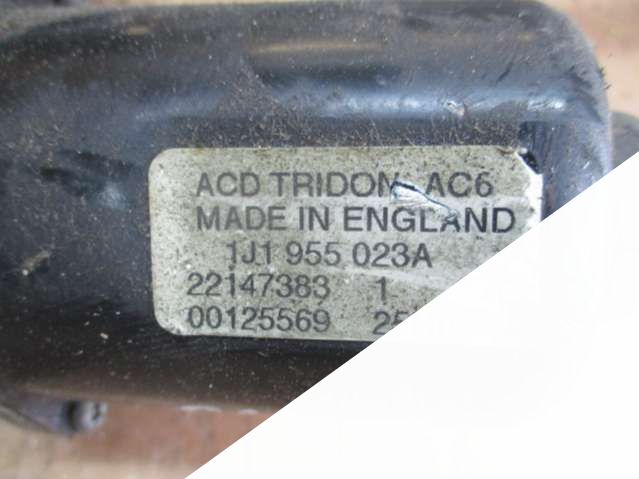 ACD TRIDON AC6
MADE IN ENGLAND
1J1 955 023A
22147383 1
00125569